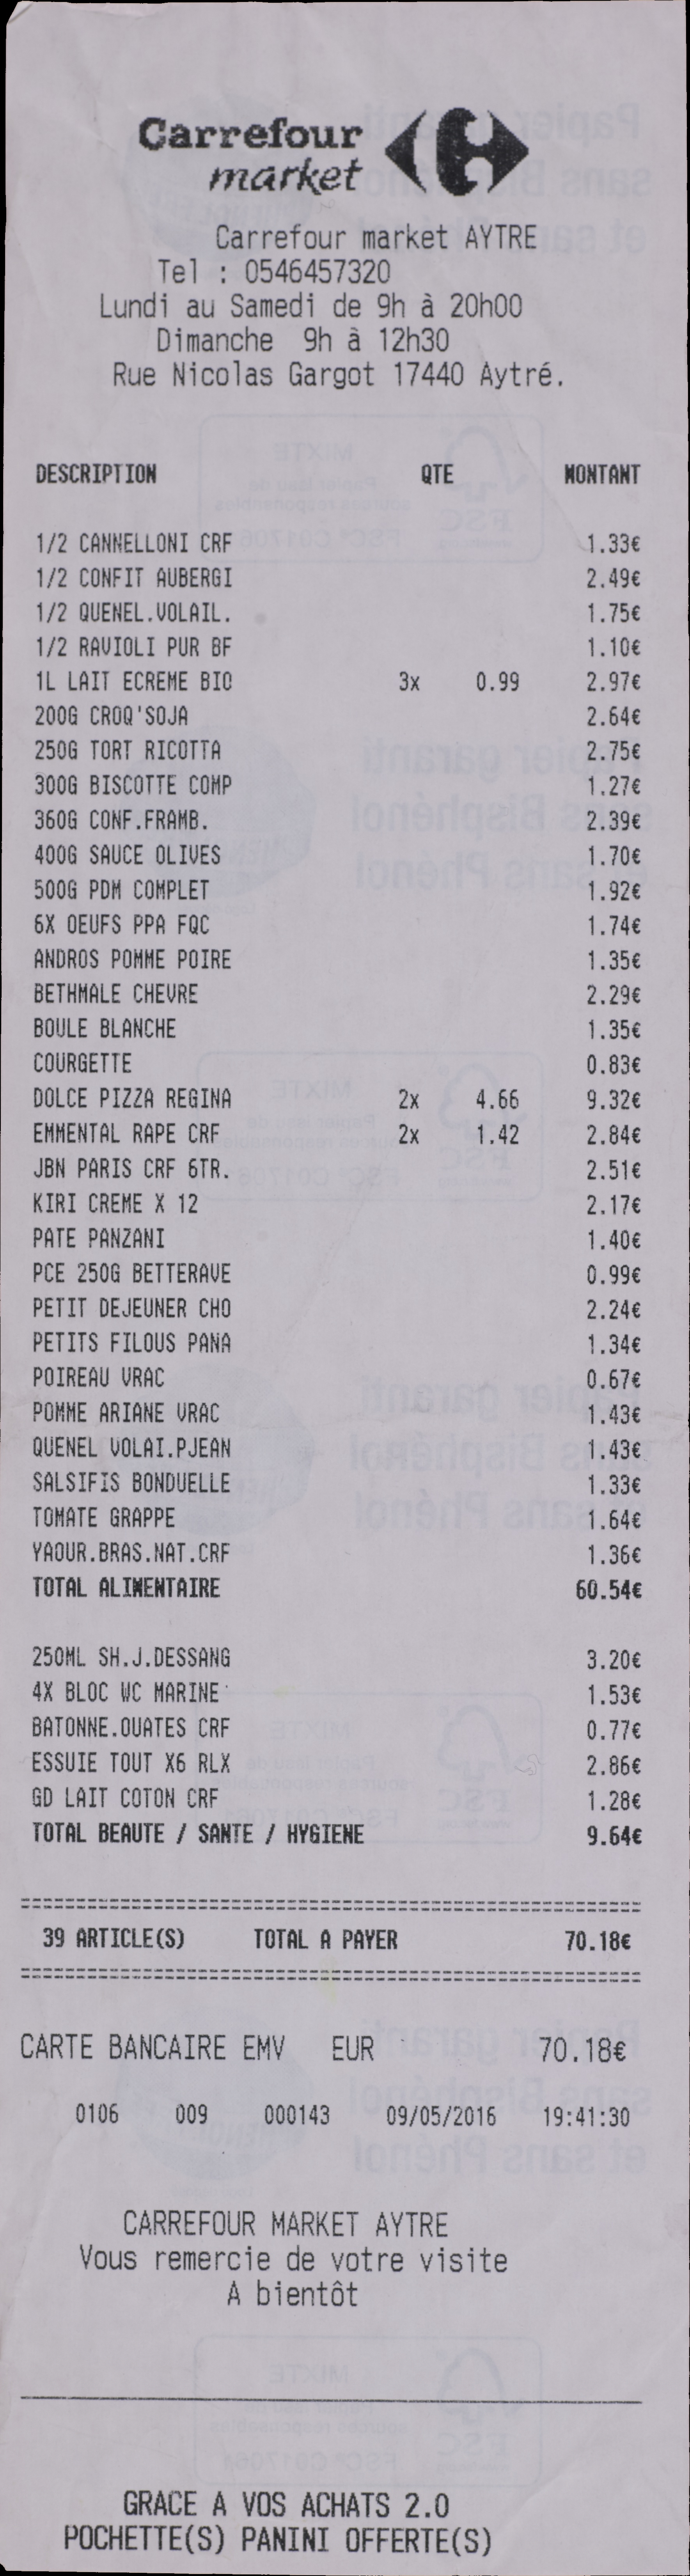 Carrefour
market
Carrefour market AYTRE
Tel : 0546457320
Lundi au Samedi de 9h à 20h00
Dimanche 9h à 12h30
Rue Nicolas Gargot 17440 Aytré.
DESCRIPTION QTE MONTANT
1/2 CANNELLONI CRF 1.33€
1/2 CONFIT AUBERGI 2.49€
1/2 QUENEL.VOLAIL. 1.75€
1/2 RAVIOLI PUR BF 1.10€
1L LAIT ECREME BIO 3x 0.99 2.97€
200G CROQ'SOJA 2.64€
250G TORT RICOTTA 2.75€
300G BISCOTTE COMP 1.27€
360G CONF.FRAMB. 2.39€
400G SAUCE OLIVES 1.70€
500G PDM COMPLET 1.92€
6X OEUFS PPA FQC 1.74€
ANDROS POMME POIRE 1.35€
BETHMALE CHEVRE 2.29€
BOULE BLANCHE 1.35€
COURGETTE 0.83€
DOLCE PIZZA REGINA 2x 4.66 9.32€
EMMENTAL RAPE CRF 2x 1.42 2.84€
JBN PARIS CRF 6TR. 2.51€
KIRI CREME X 12 2.17€
PATE PANZANI 1.40€
PCE 250G BETTERAVE 0.99€
PETIT DEJEUNER CHO 2.24€
PETITS FILOUS PANA 1.34€
POIREAU VRAC 0.67€
POMME ARIANE VRAC 1.43€
QUENEL VOLAI.PJEAN 1.43€
SALSIFIS BONDUELLE 1.33€
TOMATE GRAPPE 1.64€
YAOUR.BRAS.NAT.CRF 1.36€
TOTAL ALIMENTAIRE 60.54€
250ML SH.J.DESSANG 3.20€
4X BLOC WC MARINE 1.53€
BATONNE.OUATES CRF 0.77€
ESSUIE TOUT X6 RLX 2.86€
GD LAIT COTON CRF 1.28€
TOTAL BEAUTE / SANTE / HYGIENE 9.64€
39 ARTICLE(S) TOTAL A PAYER 70.18€
CARTE BANCAIRE EMV EUR 70.18€
0106 009 000143 09/05/2016 19:41:30
CARREFOUR MARKET AYTRE
Vous remercie de votre visite
A bientôt
GRACE A VOS ACHATS 2.0
POCHETTE(S) PANINI OFFERTE(S)